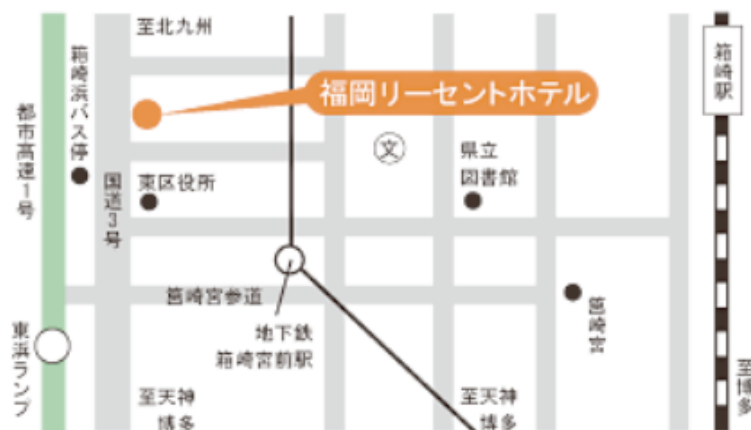 至北九州
箱崎浜バス停
福岡リーセントホテル
箱崎駅
都市高速1号
文
県立
図書館
国道3号
東区役所
筥崎宮参道
筥崎宮
地下鉄
箱崎宮前駅
東浜ランプ
至天神
博多
至天神
博多
至博多